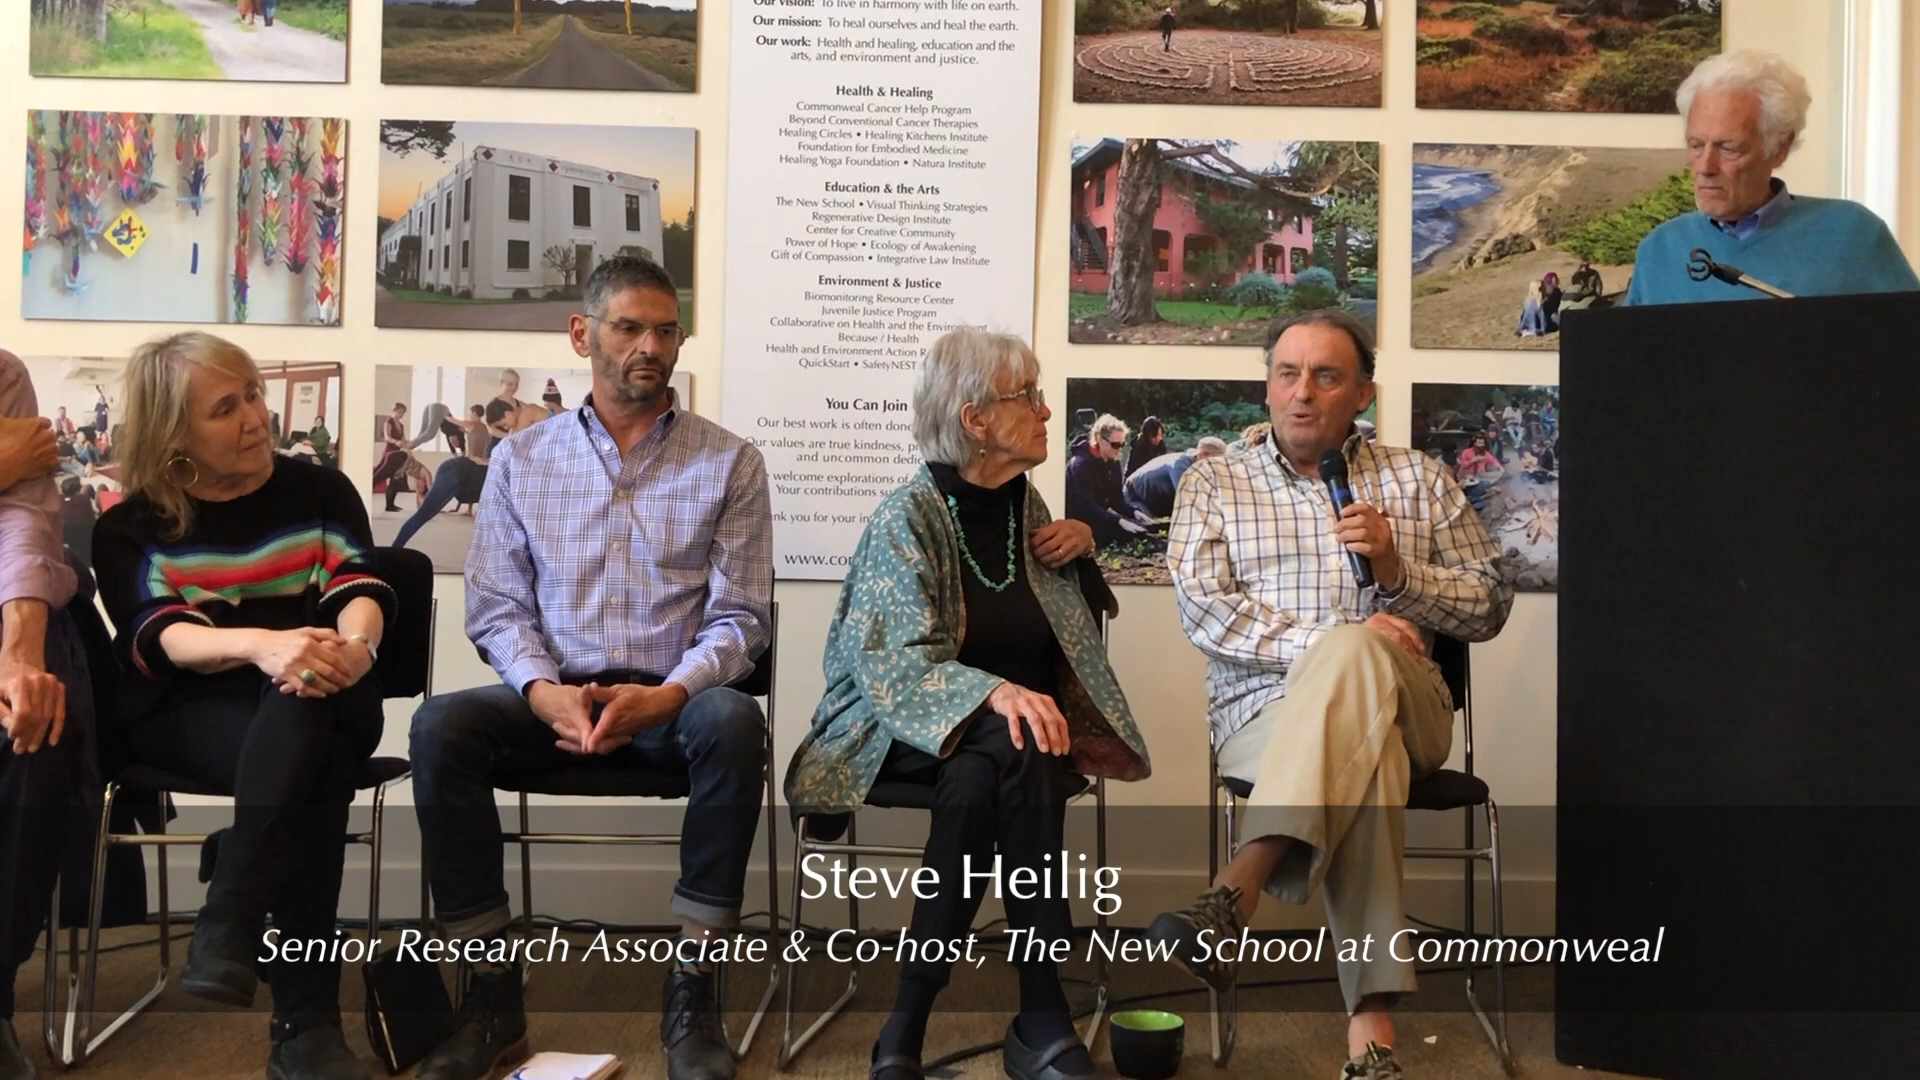 Our vision: To live in harmony with life on earth.
Our mission: To heal ourselves and heal the earth.
Our work: Health and healing, education and the
arts, and environment and justice.
Health & Healing
Commonweal Cancer Help Program
Beyond Conventional Cancer Therapies
Healing Circles • Healing Kitchens Institute
Foundation for Embodied Medicine
Healing Yoga Foundation • Natura Institute
Education & the Arts
The New School • Visual Thinking Strategies
Regenerative Design Institute
Center for Creative Community
Power of Hope • Ecology of Awakening
Gift of Compassion • Integrative Law Institute
Environment & Justice
Biomonitoring Resource Center
Juvenile Justice Program
Collaborative on Health and the Environment
Because / Health
Health and Environment Action R
QuickStart • SafetyNEST
You Can Join
Our best work is often done
Our values are true kindness, p
and uncommon dedic
welcome explorations of
Your contributions su
nk you for your in
www.co
Steve Heilig
Senior Research Associate & Co-host, The New School at Commonweal